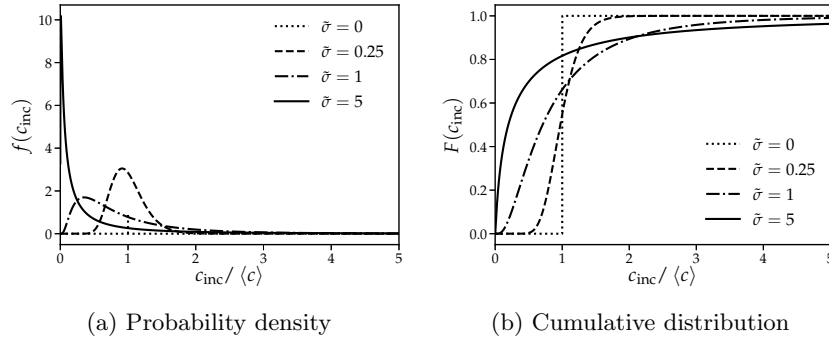 10
8
6
4
2
0
f(c_inc)
σ̃ = 0
σ̃ = 0.25
σ̃ = 1
σ̃ = 5
0 1 2 3 4 5
c_inc / ⟨c⟩
(a) Probability density
1.0
0.8
0.6
0.4
0.2
0.0
F(c_inc)
σ̃ = 0
σ̃ = 0.25
σ̃ = 1
σ̃ = 5
0 1 2 3 4 5
c_inc / ⟨c⟩
(b) Cumulative distribution